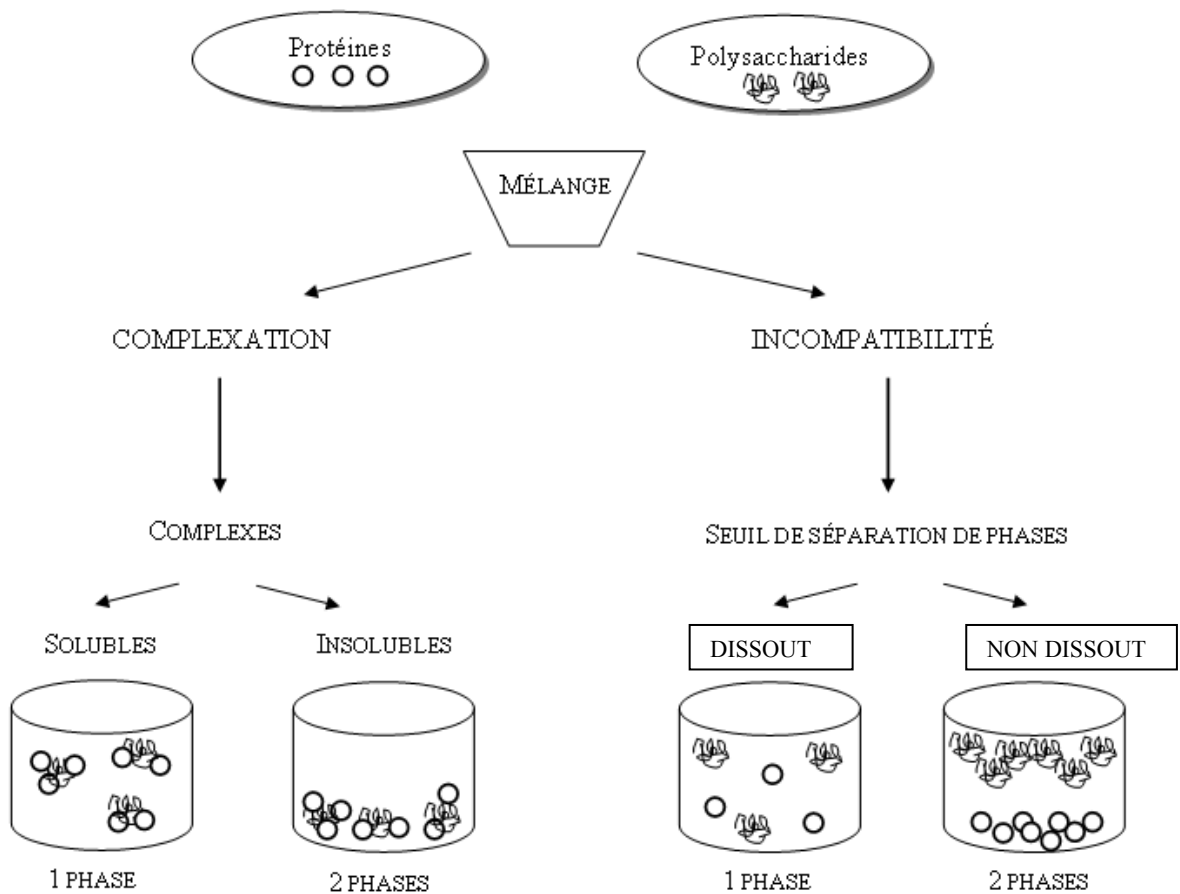 Protéines
Polysaccharides
MÉLANGE
COMPLEXATION
INCOMPATIBILITÉ
COMPLEXES
SEUIL DE SÉPARATION DE PHASES
SOLUBLES
INSOLUBLES
DISSOUT
NON DISSOUT
1 PHASE
2 PHASES
1 PHASE
2 PHASES